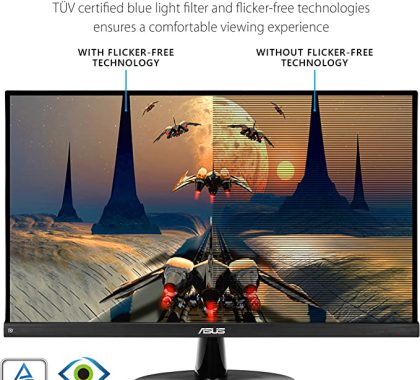 TÜV certified blue light filter and flicker-free technologies
ensures a comfortable viewing experience
WITH FLICKER-FREE
TECHNOLOGY
WITHOUT FLICKER-FREE
TECHNOLOGY
ASUS